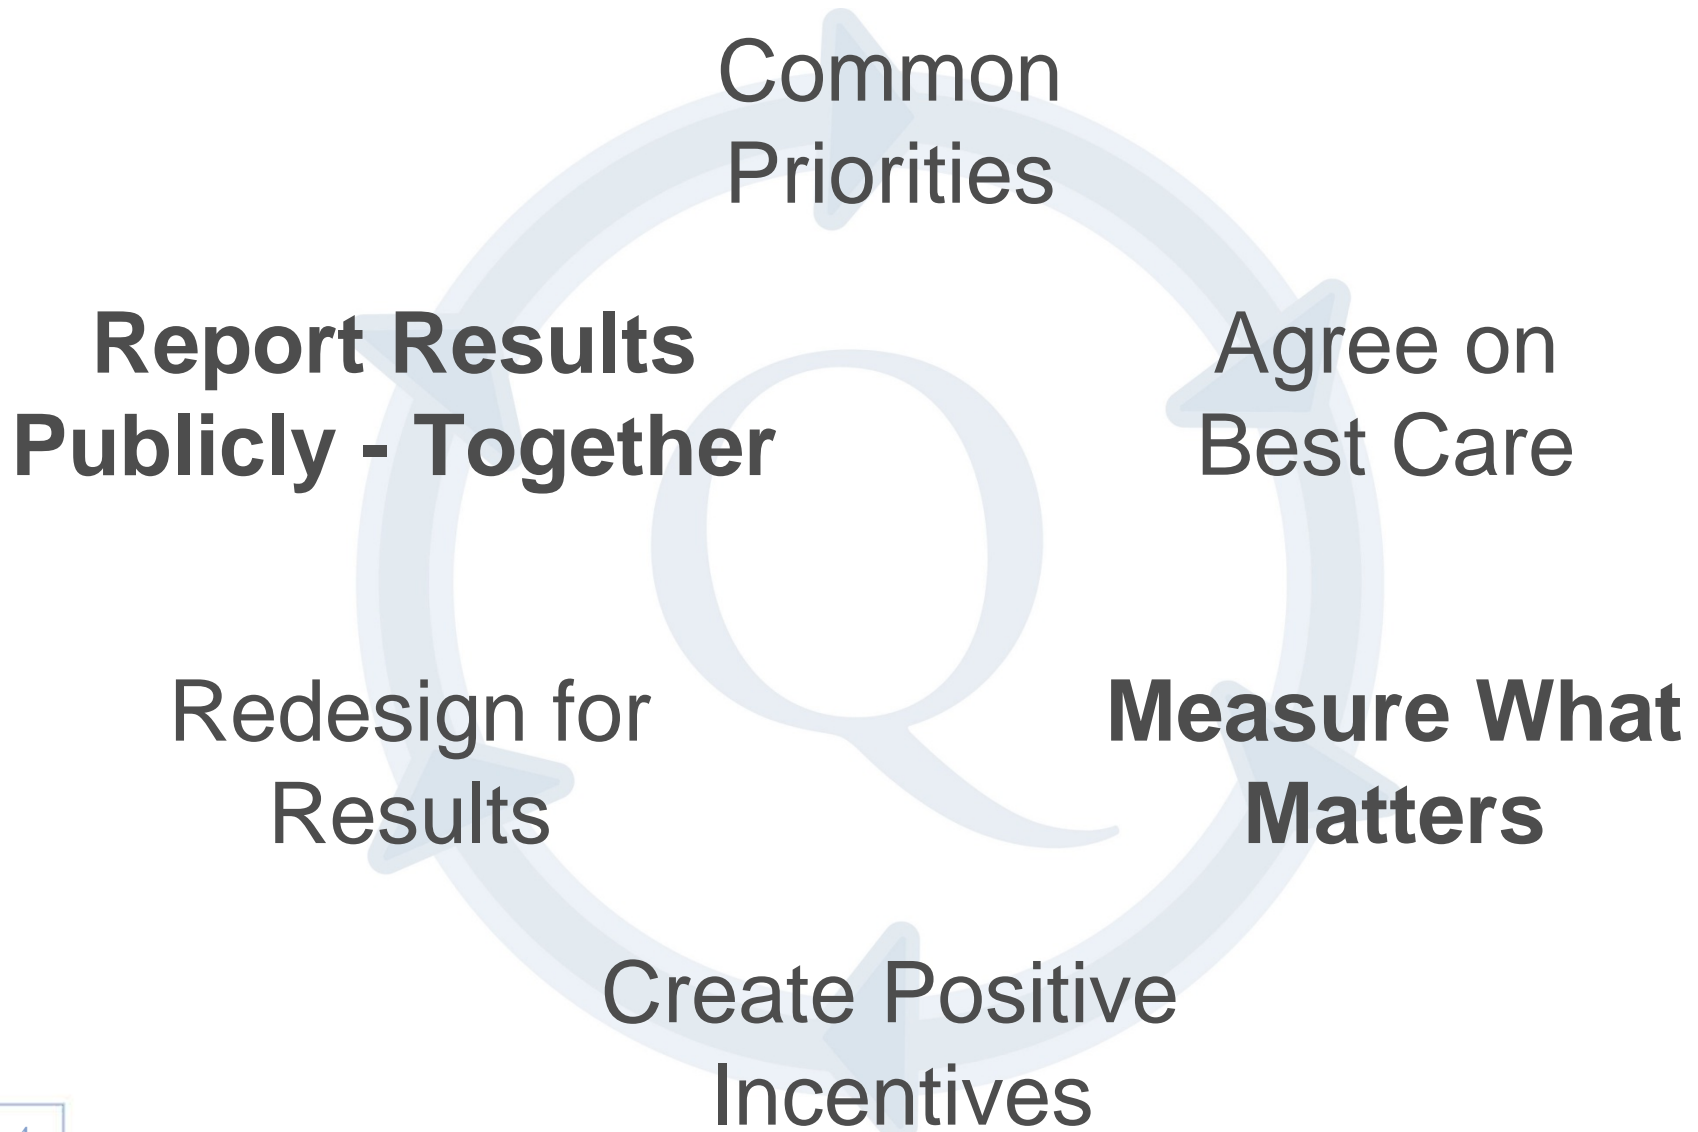 Common
Priorities
Report Results
Publicly - Together
Agree on
Best Care
Q
Redesign for
Results
Measure What
Matters
Create Positive
Incentives